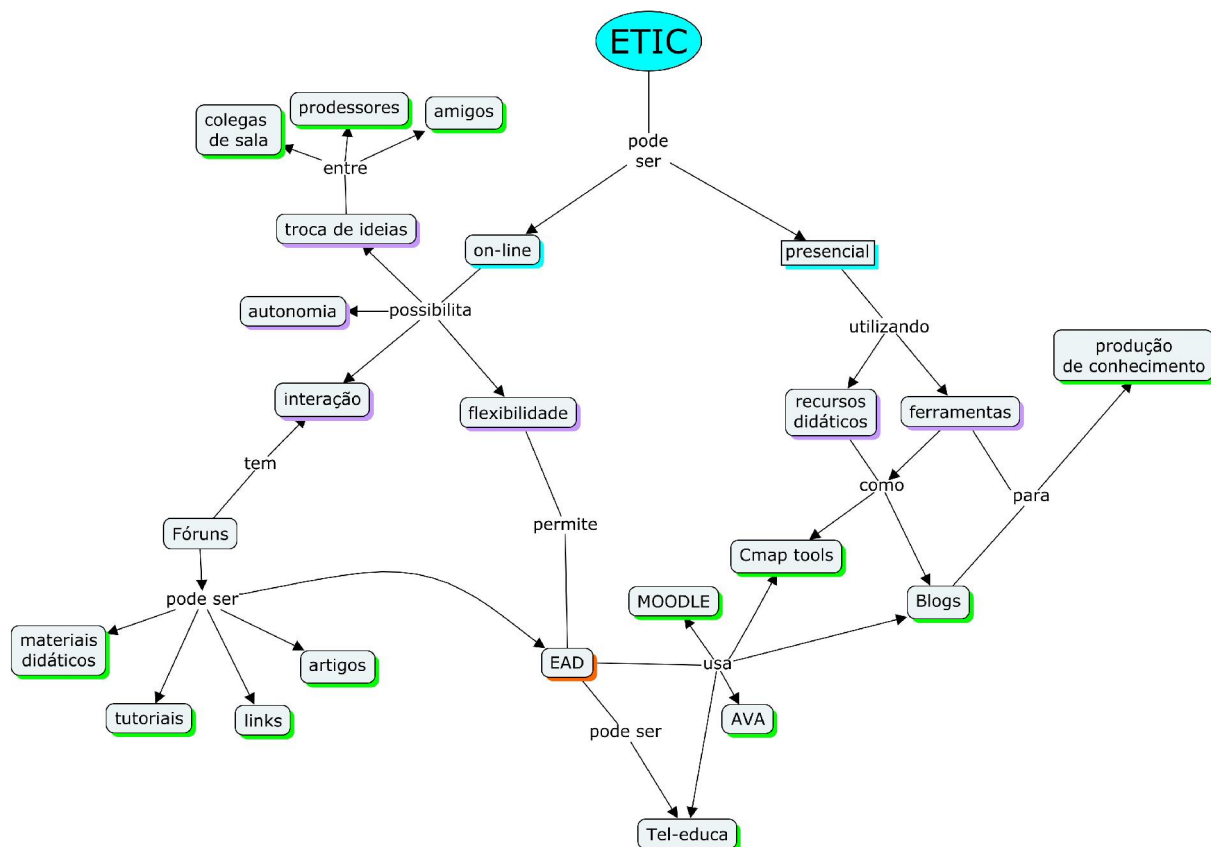 ETIC
pode
ser
prodessores
amigos
colegas
de sala
entre
troca de ideias
on-line
presencial
autonomia
possibilita
utilizando
produção
de conhecimento
interação
flexibilidade
recursos
didáticos
ferramentas
tem
como
para
Fóruns
permite
Cmap tools
MOODLE
Blogs
pode ser
materiais
didáticos
artigos
EAD
usa
tutoriais
links
pode ser
AVA
Tel-educa